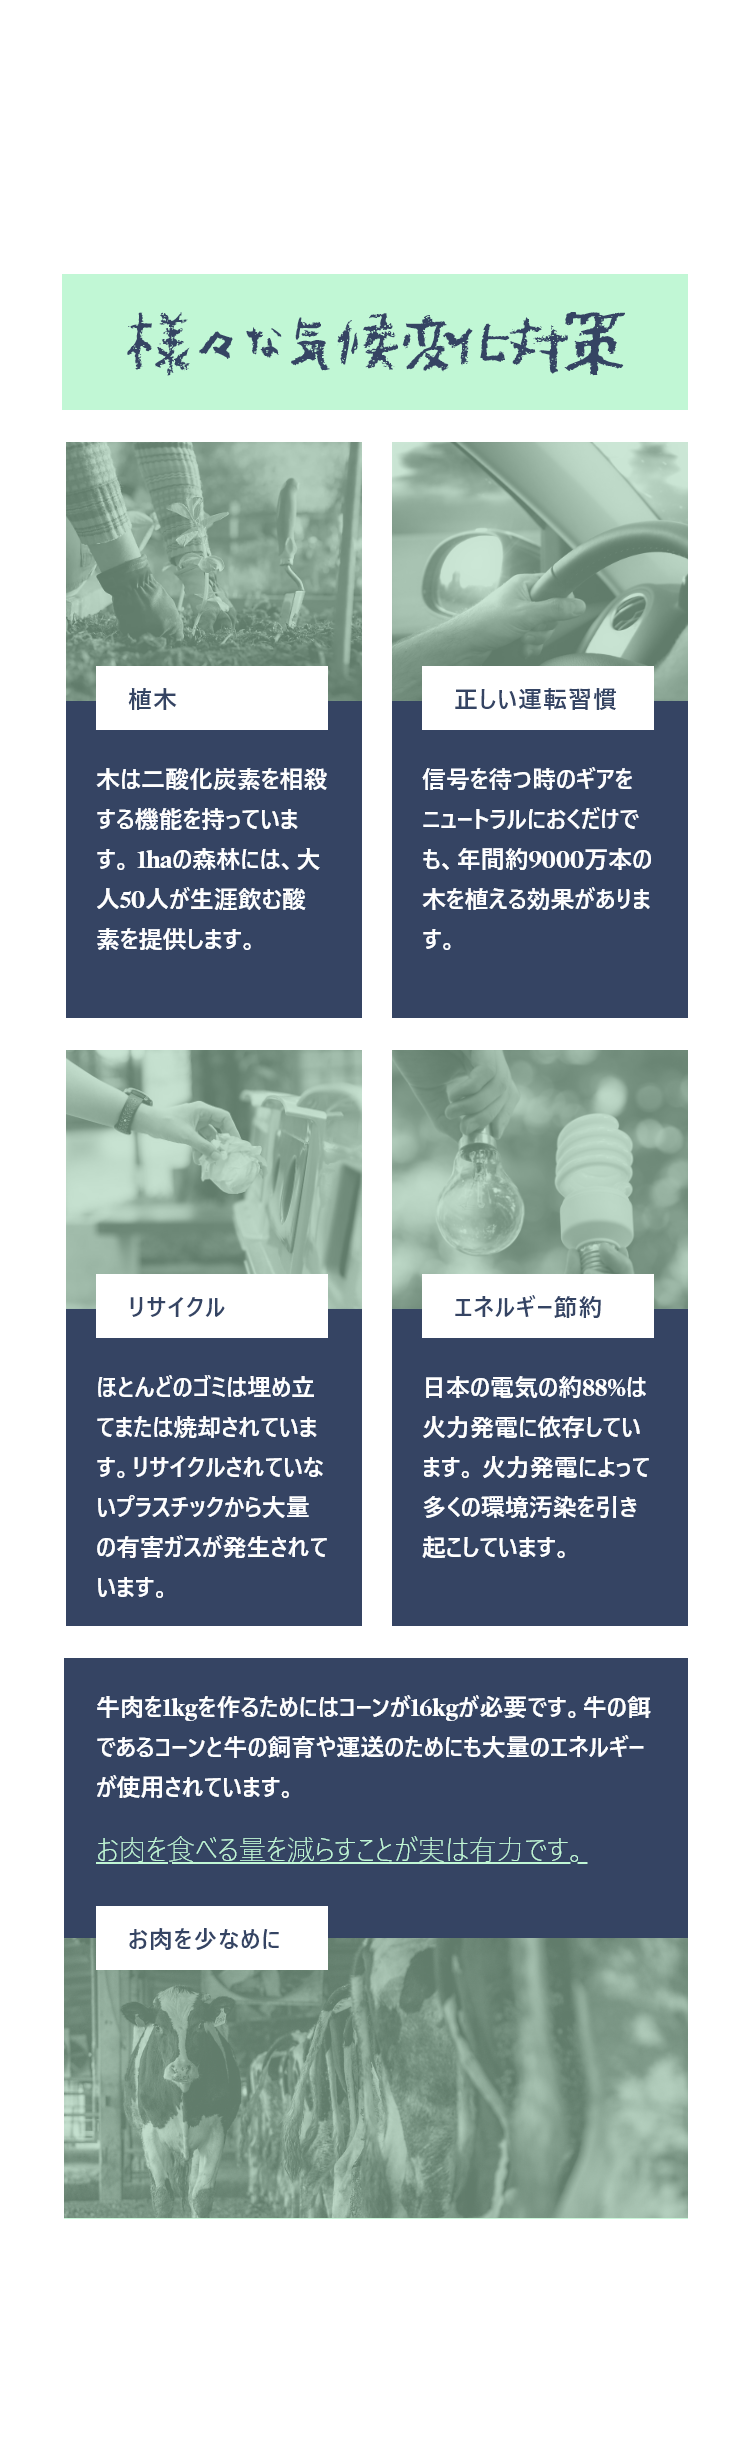 様々な気候変化対策
植木
木は二酸化炭素を相殺
する機能を持っていま
す。1haの森林には、大
人50人が生涯飲む酸
素を提供します。
正しい運転習慣
信号を待つ時のギアを
ニュートラルにおくだけで
も、年間約9000万本の
木を植える効果がありま
す。
リサイクル
ほとんどのゴミは埋め立
てまたは焼却されていま
す。リサイクルされていな
いプラスチックから大量
の有害ガスが発生されて
います。
エネルギー節約
日本の電気の約88%は
火力発電に依存してい
ます。火力発電によって
多くの環境汚染を引き
起こしています。
牛肉を1kgを作るためにはコーンが16kgが必要です。牛の餌
であるコーンと牛の飼育や運送のためにも大量のエネルギー
が使用されています。
お肉を食べる量を減らすことが実は有力です。
お肉を少なめに